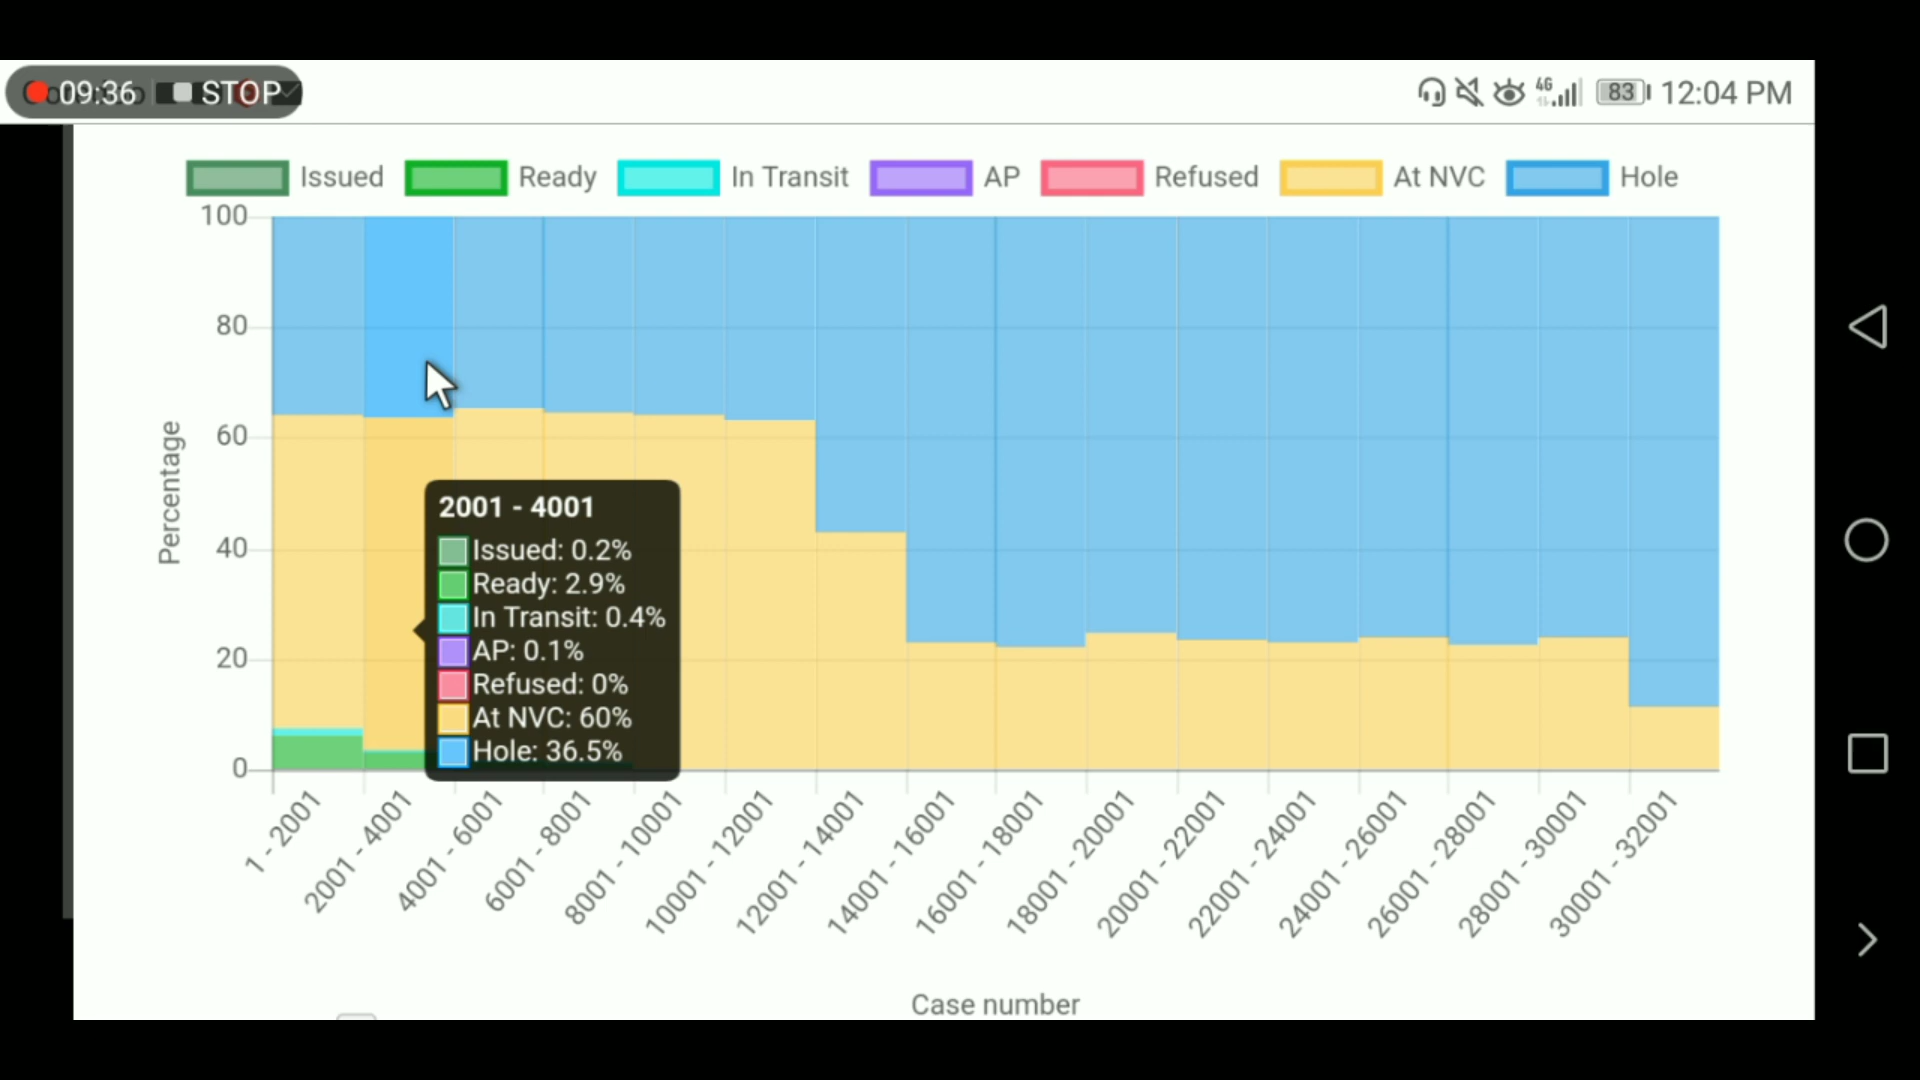 09:36 STOP 4G 83 12:04 PM
Issued Ready In Transit AP Refused At NVC Hole
100
80
60
40
20
0
Percentage
2001 - 4001
Issued: 0.2%
Ready: 2.9%
In Transit: 0.4%
AP: 0.1%
Refused: 0%
At NVC: 60%
Hole: 36.5%
1 - 2001
2001 - 4001
4001 - 6001
6001 - 8001
8001 - 10001
10001 - 12001
12001 - 14001
14001 - 16001
16001 - 18001
18001 - 20001
20001 - 22001
22001 - 24001
24001 - 26001
26001 - 28001
28001 - 30001
30001 - 32001
Case number